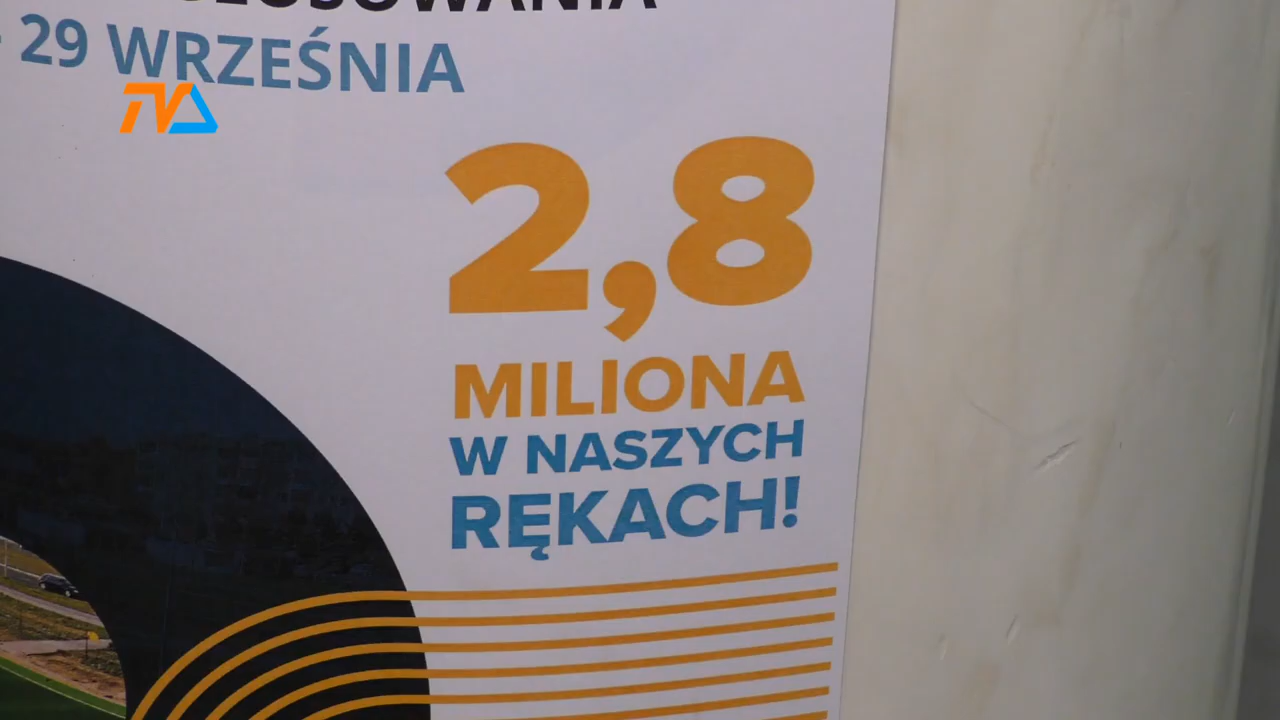 - 29 WRZEŚNIA
TVA
2,8
MILIONA
W NASZYCH
RĘKACH!